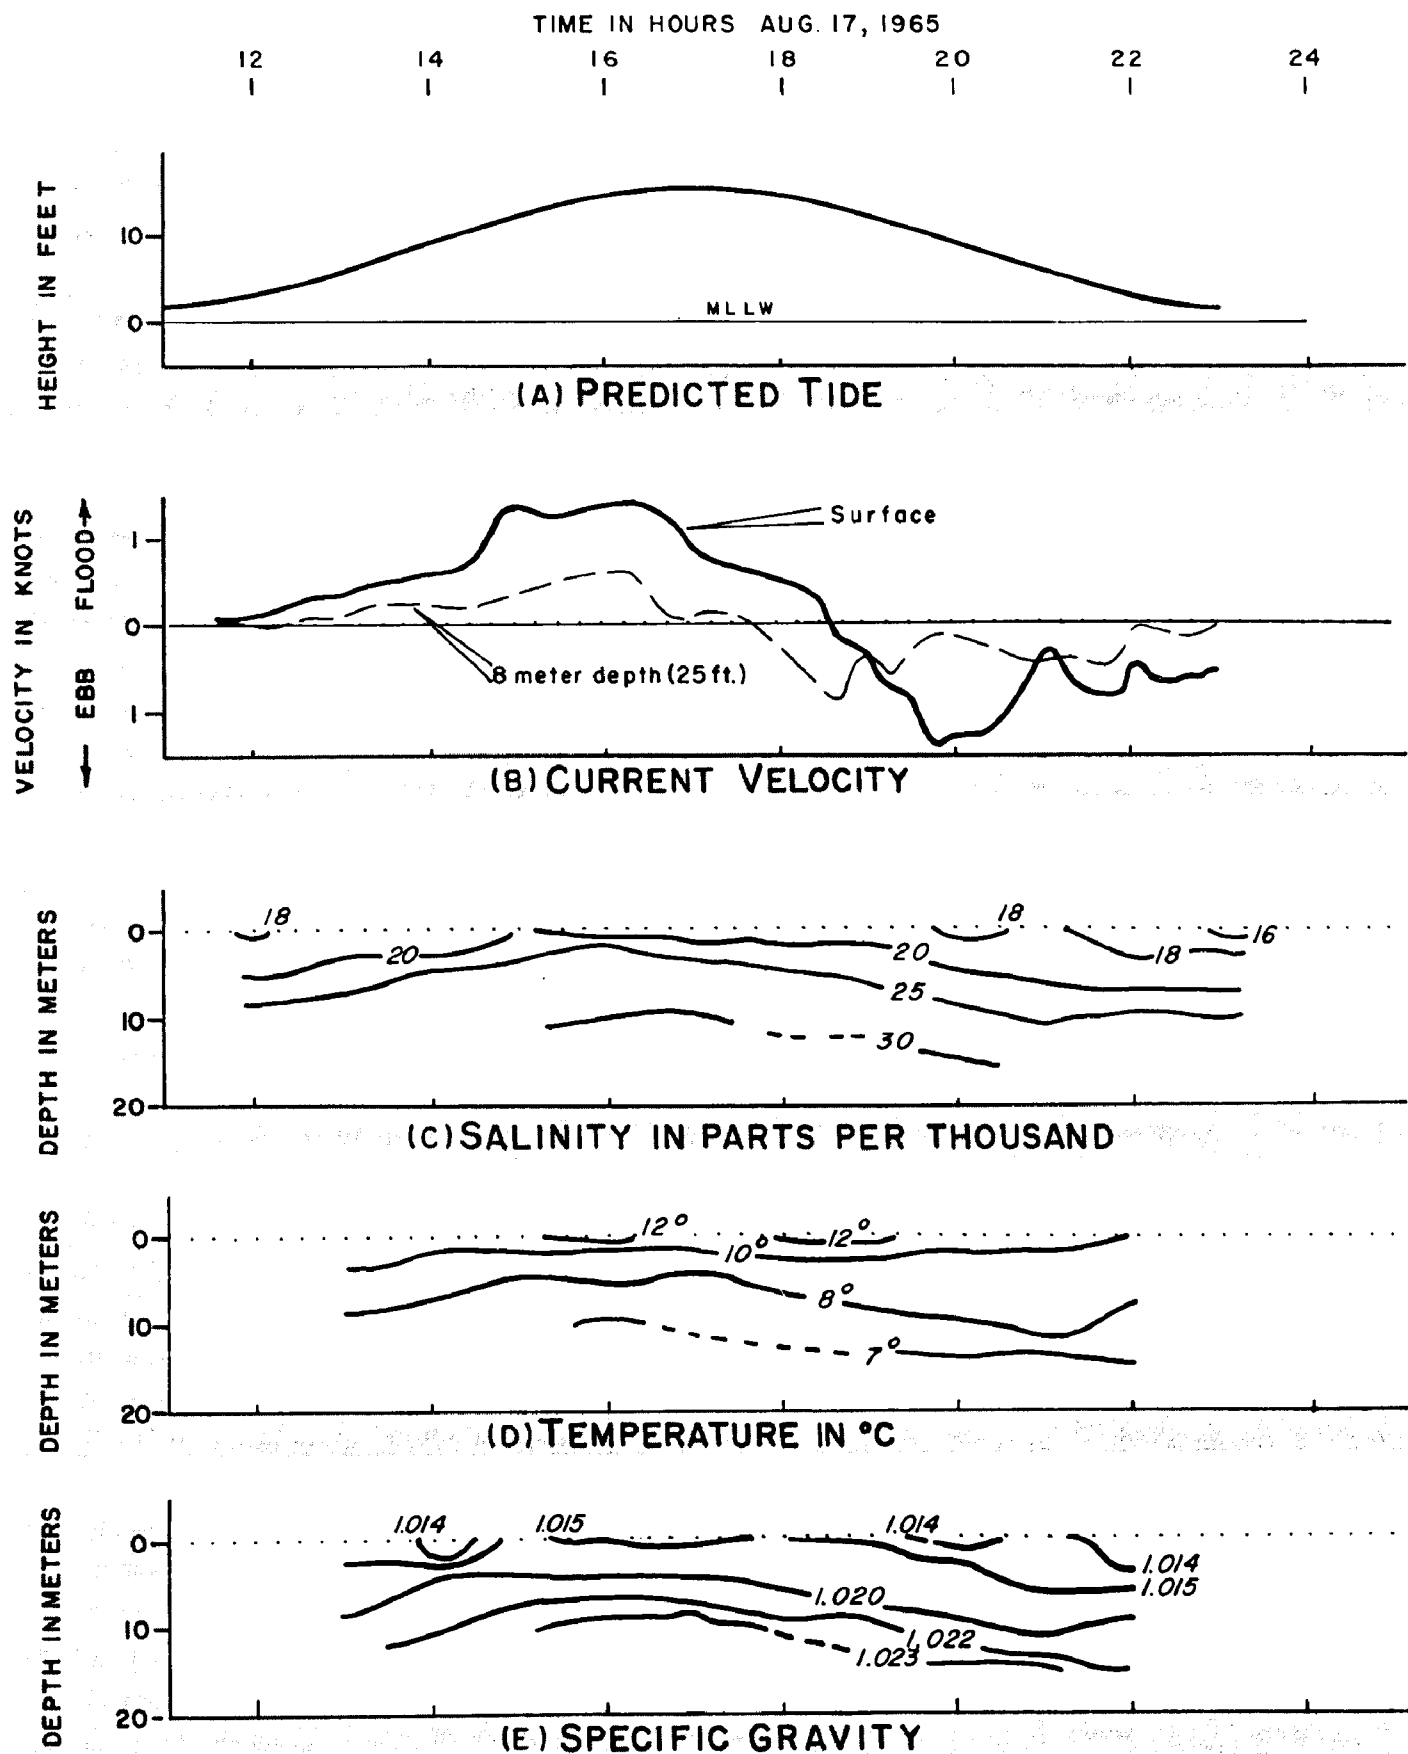 TIME IN HOURS AUG. 17, 1965
12 14 16 18 20 22 24
HEIGHT IN FEET
10
0
MLLW
(A) PREDICTED TIDE
VELOCITY IN KNOTS
EBB FLOOD
1
0
1
Surface
8 meter depth (25 ft.)
(B) CURRENT VELOCITY
DEPTH IN METERS
0
10
20
18
20
18
20
25
30
18
16
(C) SALINITY IN PARTS PER THOUSAND
DEPTH IN METERS
0
10
20
12°
10°
12°
8°
7°
(D) TEMPERATURE IN °C
DEPTH IN METERS
0
10
20
1.014
1.015
1.014
1.014
1.015
1.020
1.022
1.023
(E) SPECIFIC GRAVITY